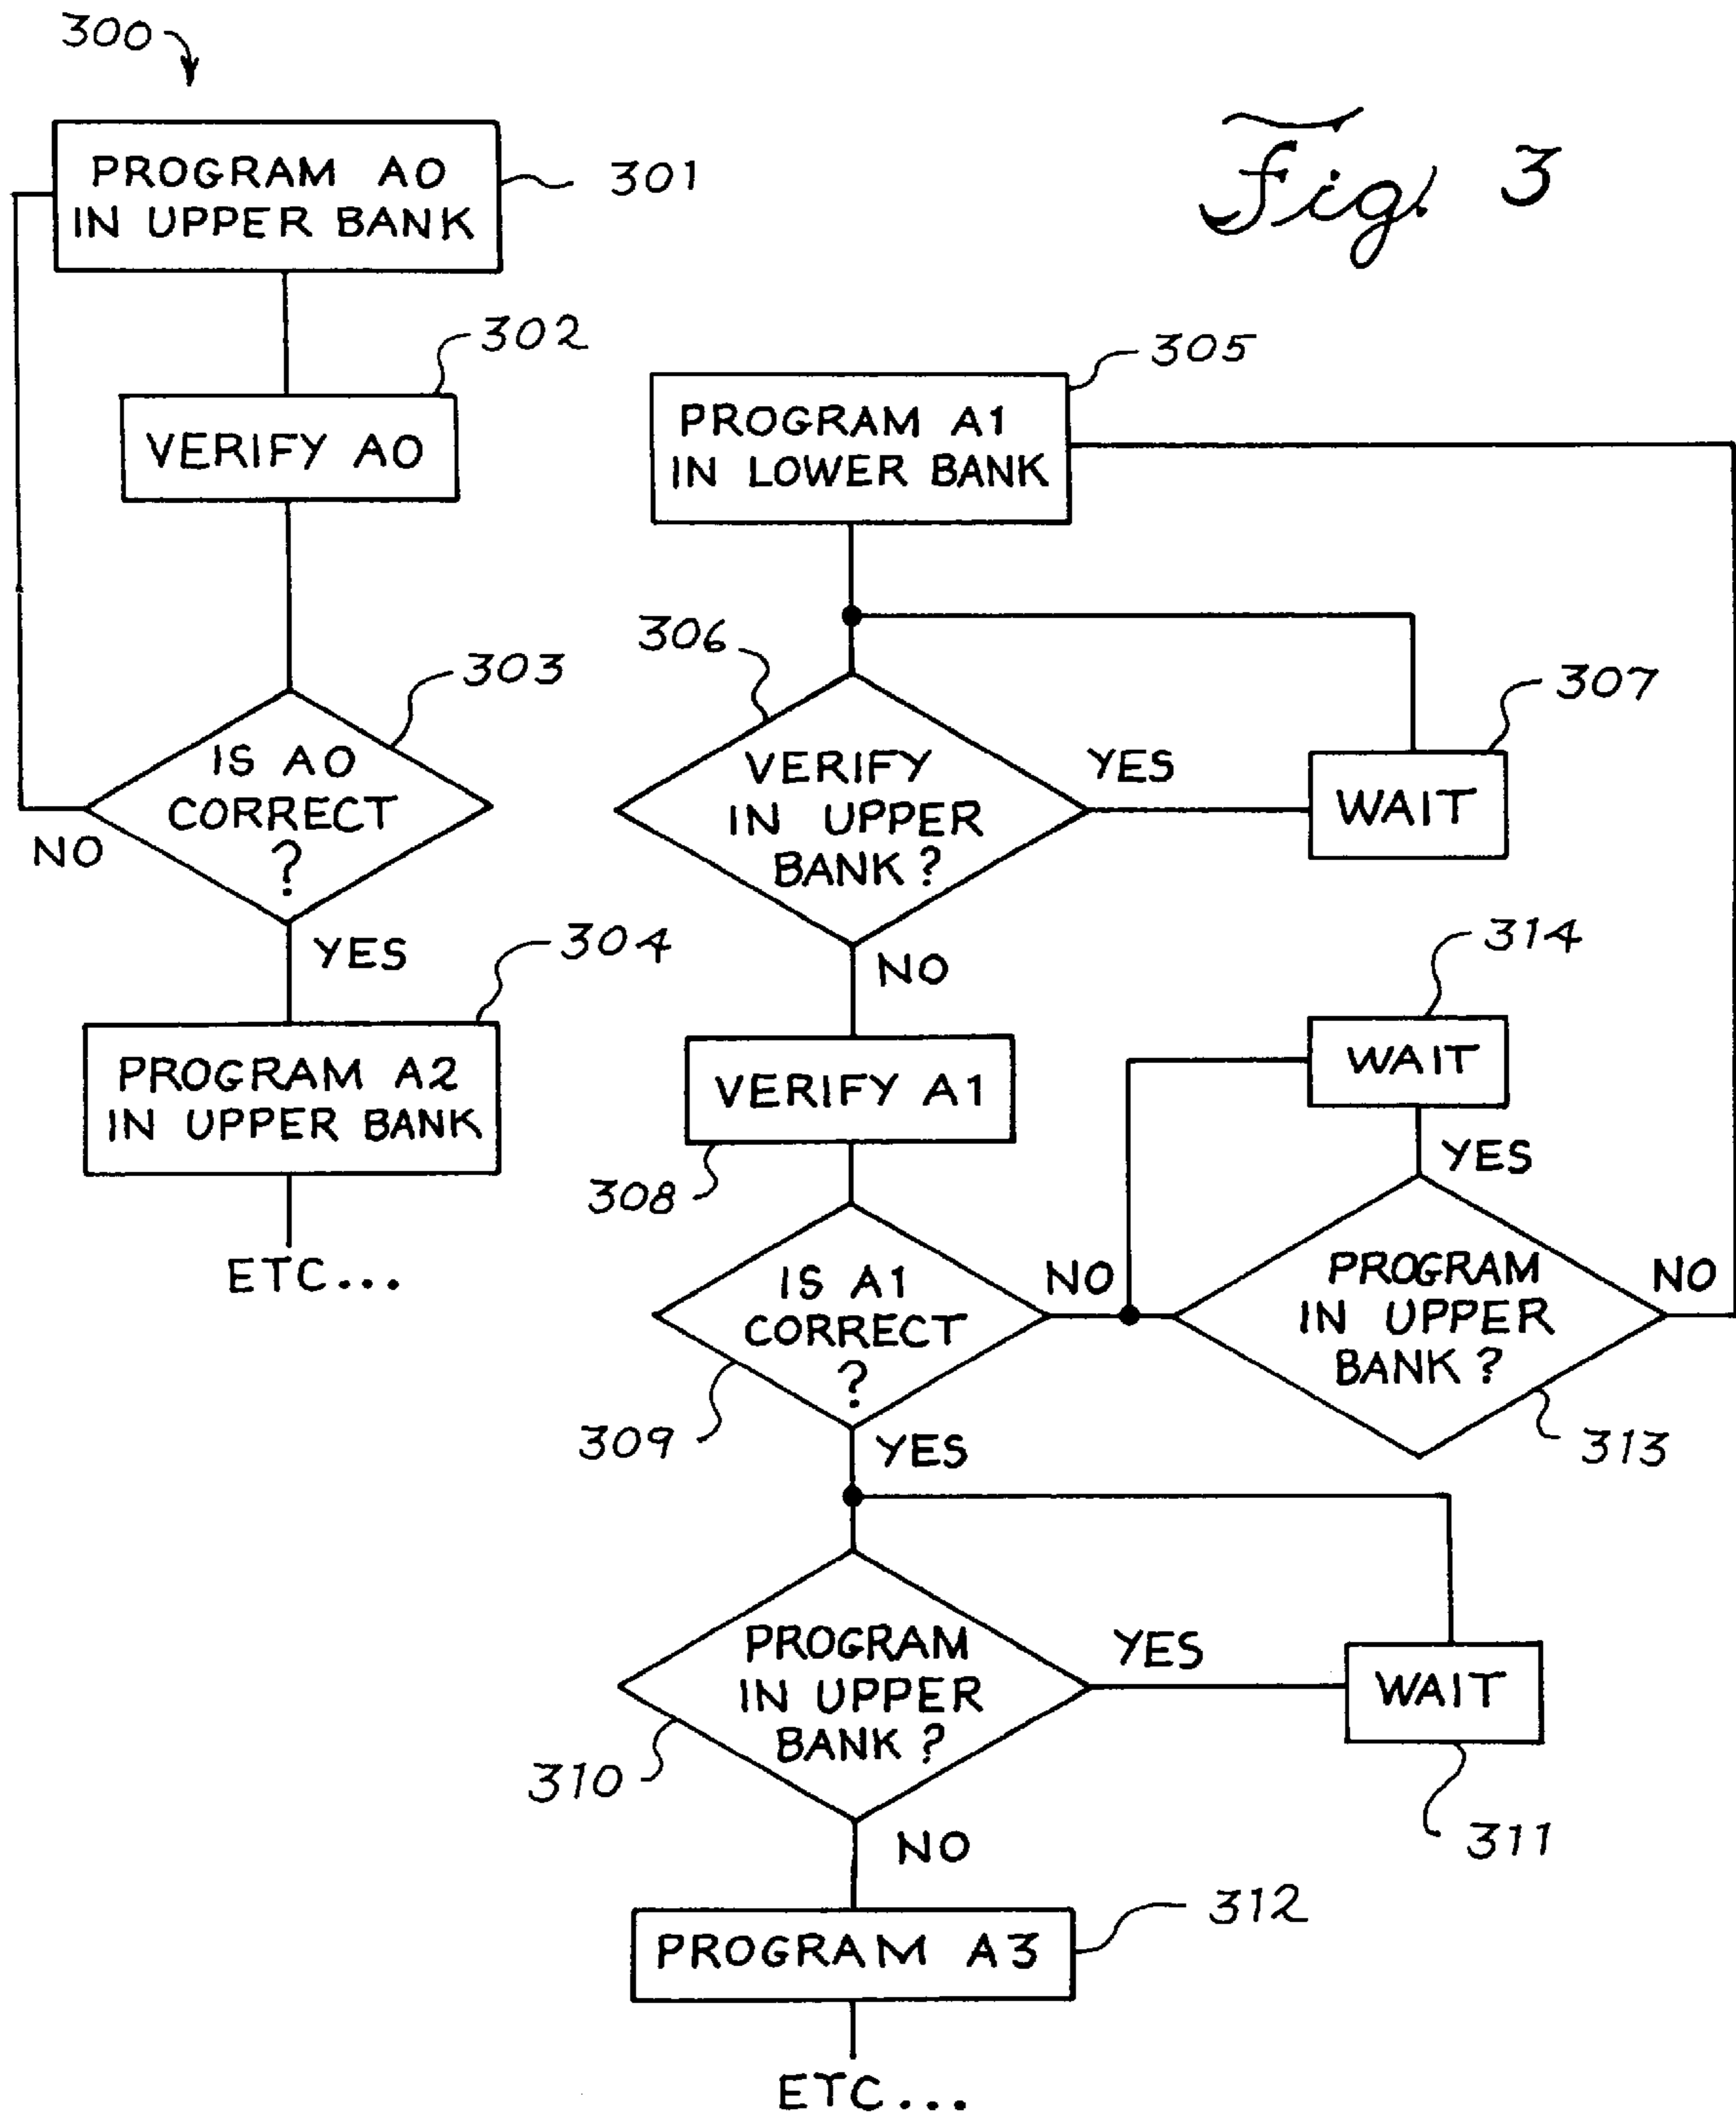 300
Fig. 3
PROGRAM A0
IN UPPER BANK
301
302
VERIFY A0
303
IS A0
CORRECT
?
NO
YES
304
PROGRAM A2
IN UPPER BANK
ETC...
305
PROGRAM A1
IN LOWER BANK
306
VERIFY
IN UPPER
BANK?
YES
307
WAIT
NO
VERIFY A1
308
IS A1
CORRECT
?
309
NO
314
WAIT
YES
PROGRAM
IN UPPER
BANK?
NO
313
YES
PROGRAM
IN UPPER
BANK?
310
YES
WAIT
311
NO
312
PROGRAM A3
ETC...